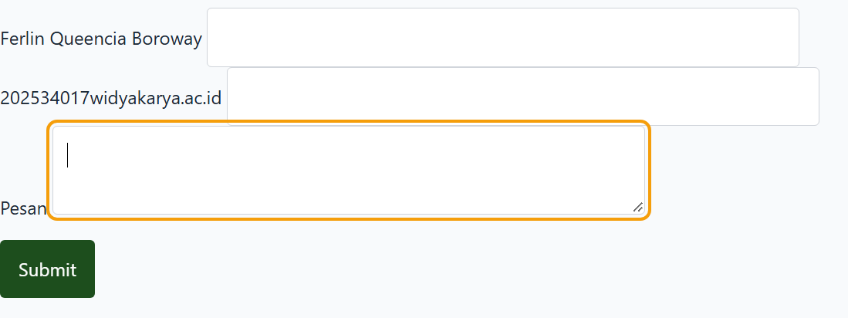 Ferlin Queencia Boroway
202534017widyakarya.ac.id
Pesan
Submit